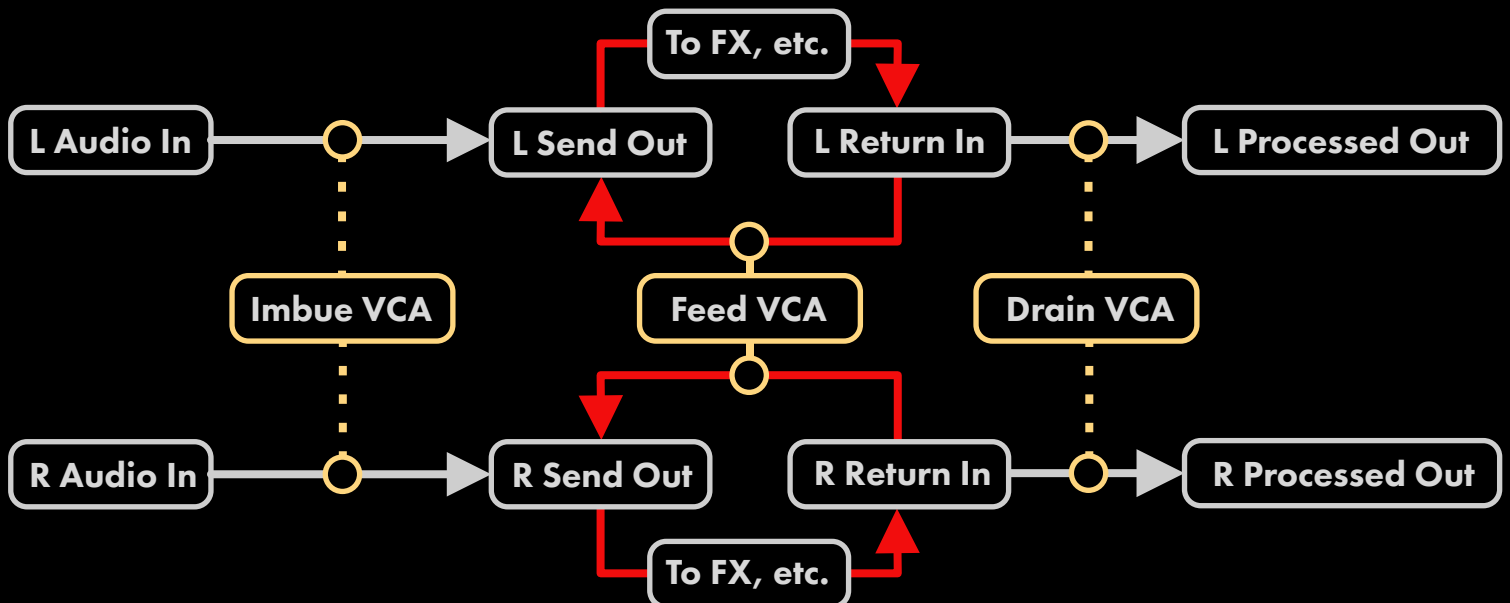 To FX, etc.
L Audio In
L Send Out
L Return In
L Processed Out
Imbue VCA
Feed VCA
Drain VCA
R Audio In
R Send Out
R Return In
R Processed Out
To FX, etc.